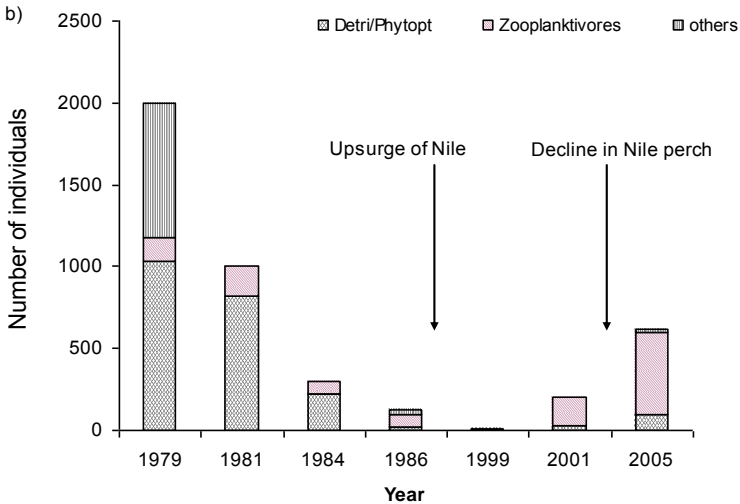 b)
2500
Detri/Phytopt Zooplanktivores others
2000
Upsurge of Nile Decline in Nile perch
1500
1000
500
0
Number of individuals
1979 1981 1984 1986 1999 2001 2005
Year